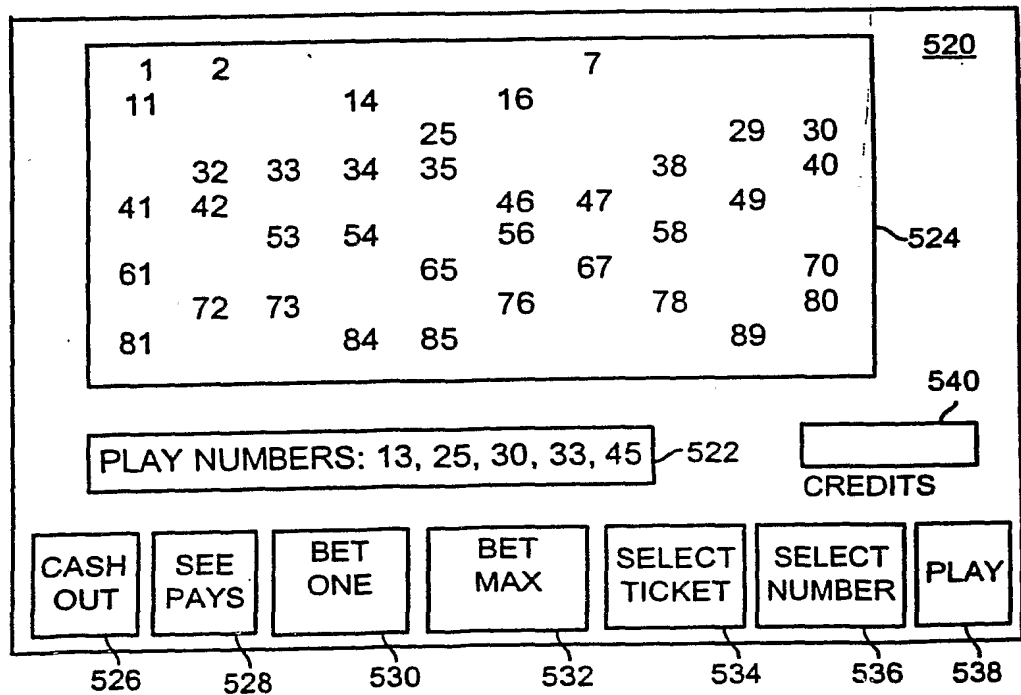 520
1 2 7
11 14 16
25 29 30
32 33 34 35 38 40
41 42 46 47 49
53 54 56 58
524
61 65 67 70
72 73 76 78 80
81 84 85 89
540
PLAY NUMBERS: 13, 25, 30, 33, 45
522
CREDITS
CASH
OUT
SEE
PAYS
BET
ONE
BET
MAX
SELECT
TICKET
SELECT
NUMBER
PLAY
526 528 530 532 534 536 538